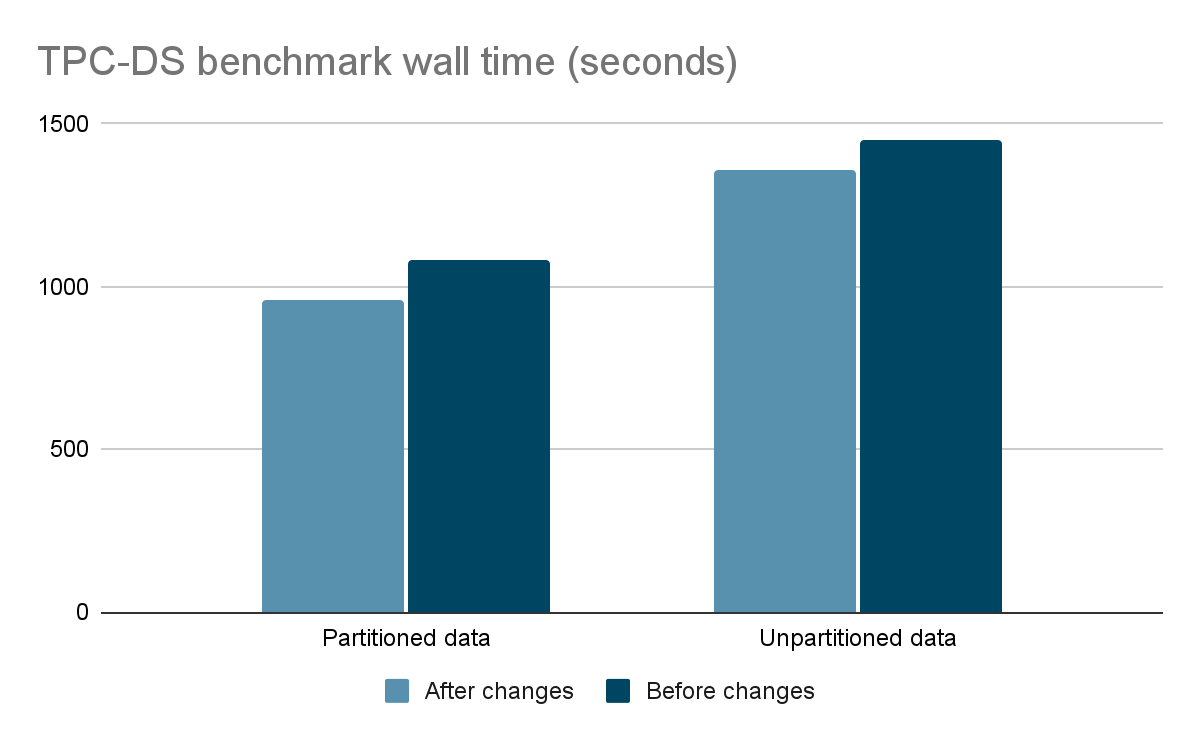 TPC-DS benchmark wall time (seconds)
1500
1000
500
0
Partitioned data
Unpartitioned data
After changes
Before changes